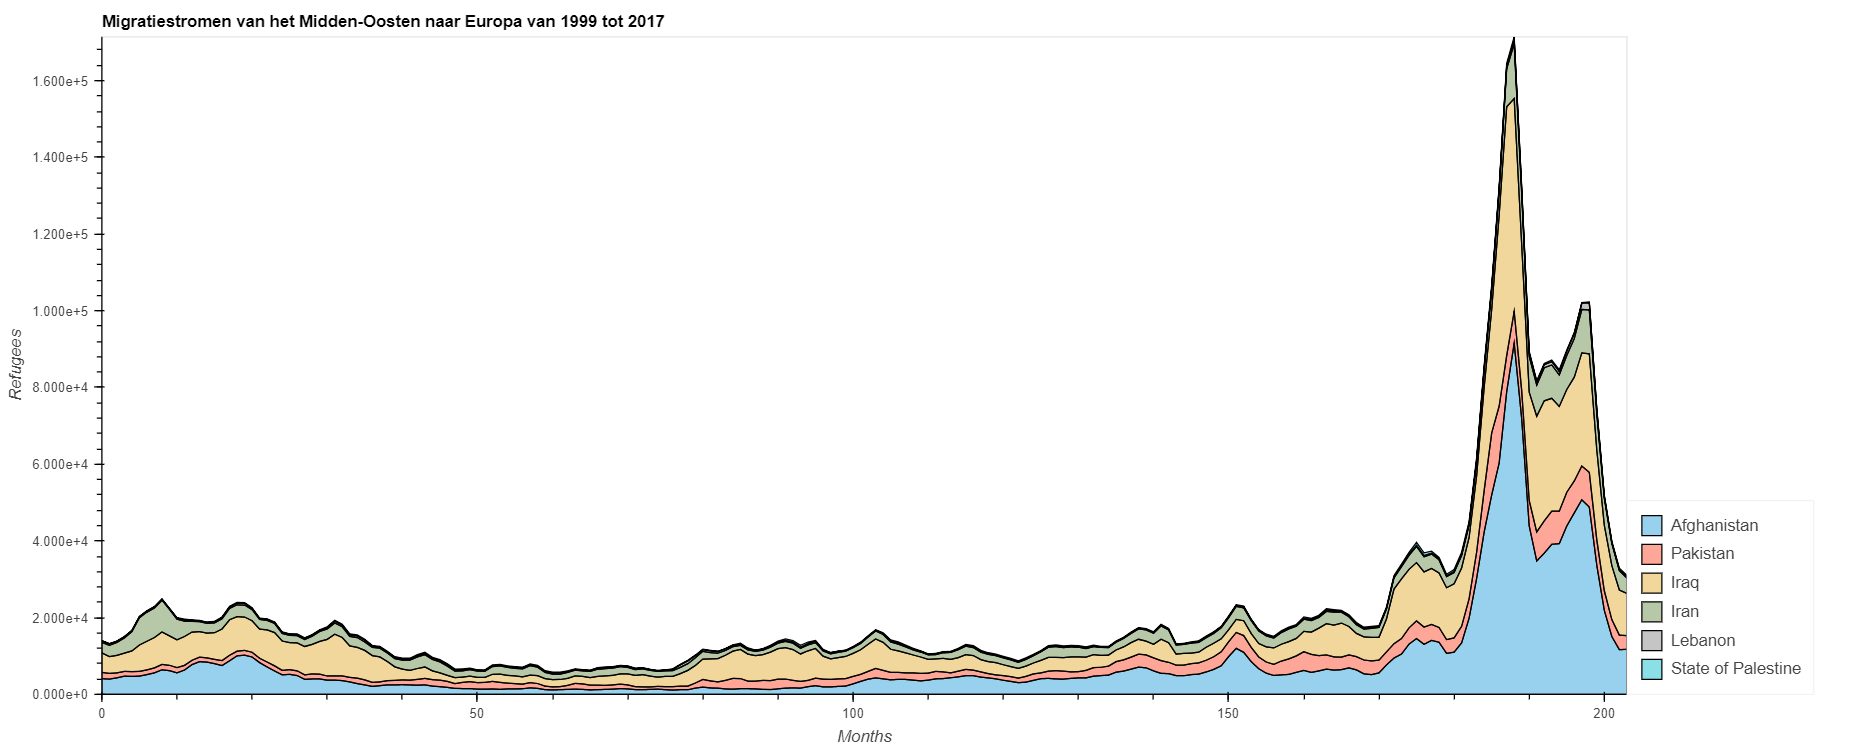 Migratiestromen van het Midden-Oosten naar Europa van 1999 tot 2017
1.600e+5
1.400e+5
1.200e+5
1.000e+5
8.000e+4
6.000e+4
4.000e+4
2.000e+4
0.000e+0
Refugees
0 50 100 150 200
Months
Afghanistan
Pakistan
Iraq
Iran
Lebanon
State of Palestine